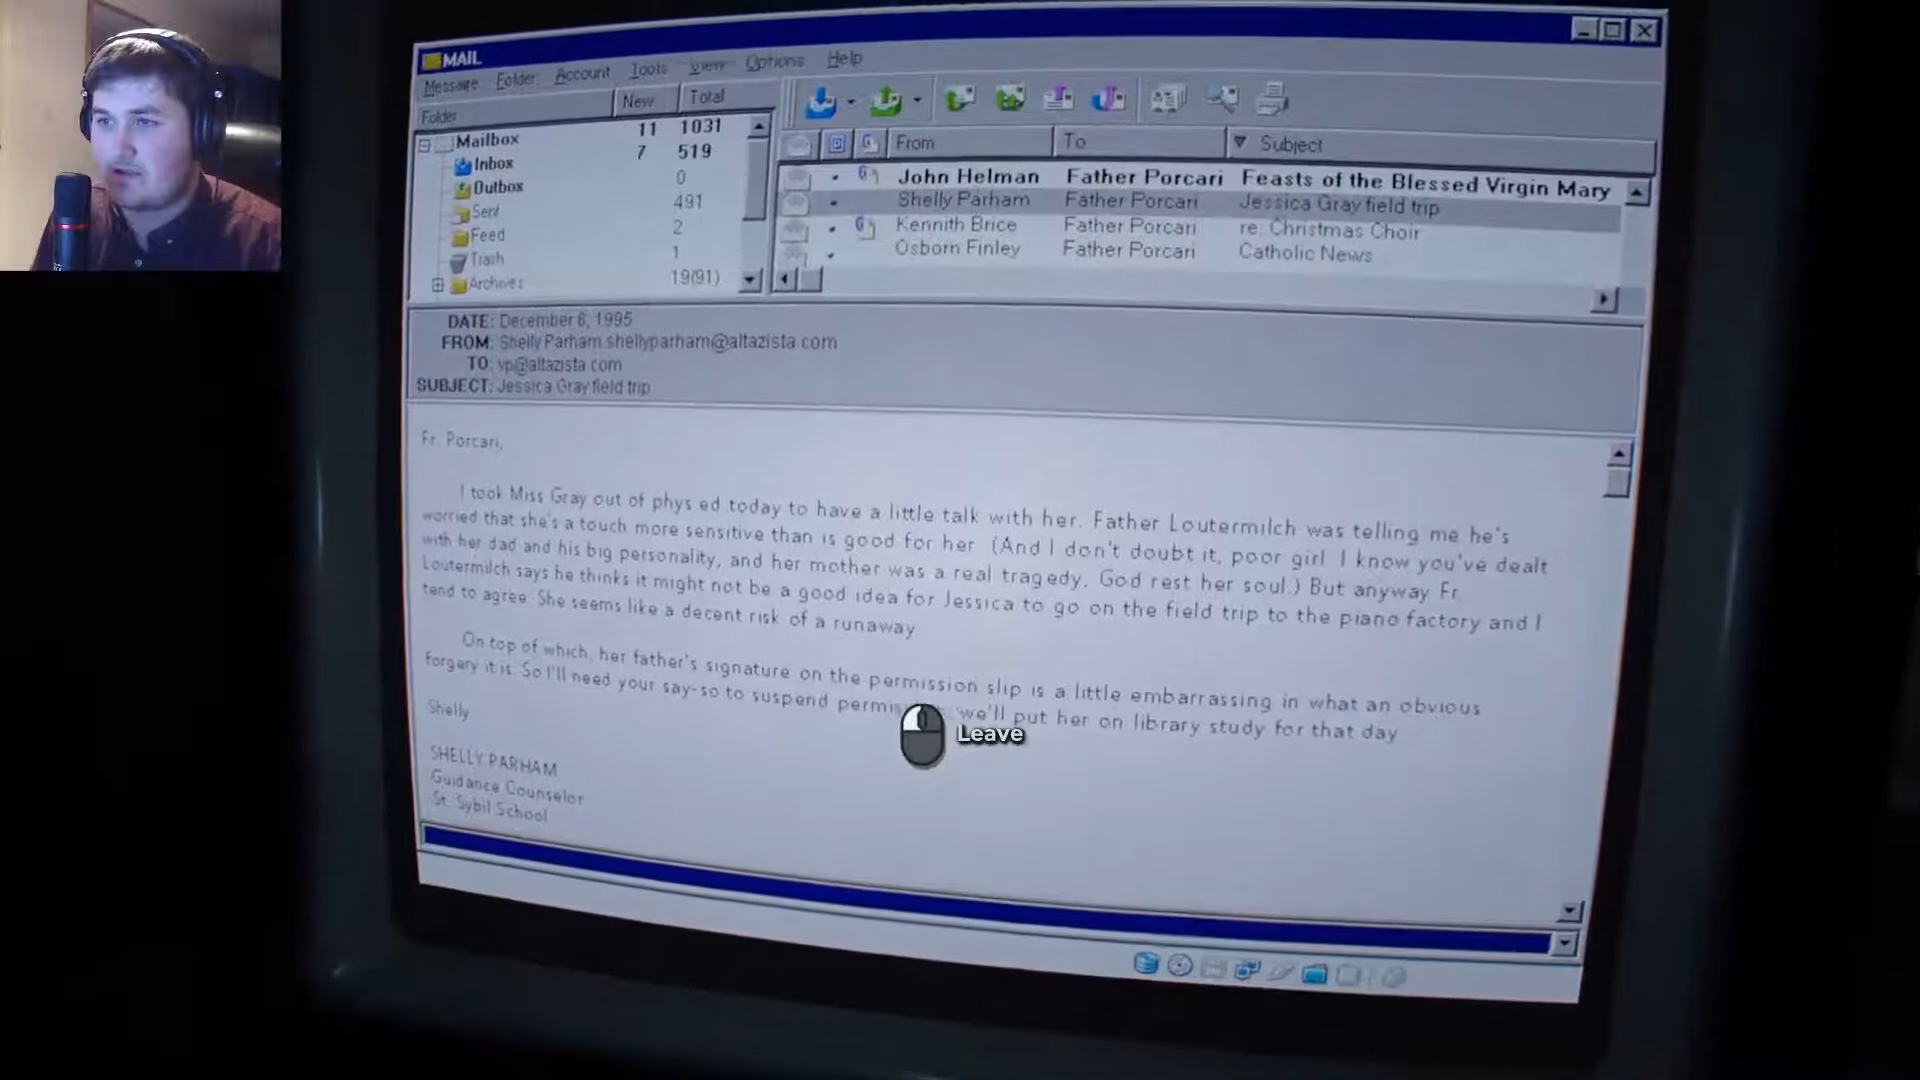 MAIL
Message Folder Account Tools View Options Help
Folder New Total
Mailbox 11 1031
Inbox 7 519
Outbox 0
Sent 491
Feed 2
Trash 1
Archives 19(91)
From To Subject
John Helman Father Porcari Feasts of the Blessed Virgin Mary
Shelly Parham Father Porcari Jessica Gray field trip
Kennith Brice Father Porcari re: Christmas Choir
Osborn Finley Father Porcari Catholic News
DATE: December 6, 1995
FROM: Shelly Parham shellyparham@altazista.com
TO: vp@altazista.com
SUBJECT: Jessica Gray field trip
Fr. Porcari,
I took Miss Gray out of phys ed today to have a little talk with her. Father Loutermilch was telling me he's
worried that she's a touch more sensitive than is good for her (And I don't doubt it, poor girl I know you've dealt
with her dad and his big personality, and her mother was a real tragedy, God rest her soul.) But anyway Fr.
Loutermilch says he thinks it might not be a good idea for Jessica to go on the field trip to the piano factory and I
tend to agree. She seems like a decent risk of a runaway
On top of which, her father's signature on the permission slip is a little embarrassing in what an obvious
forgery it is. So I'll need your say-so to suspend we'll put her on library study for that day
Leave
Shelly
SHELLY PARHAM
Guidance Counselor
St. Sybil School